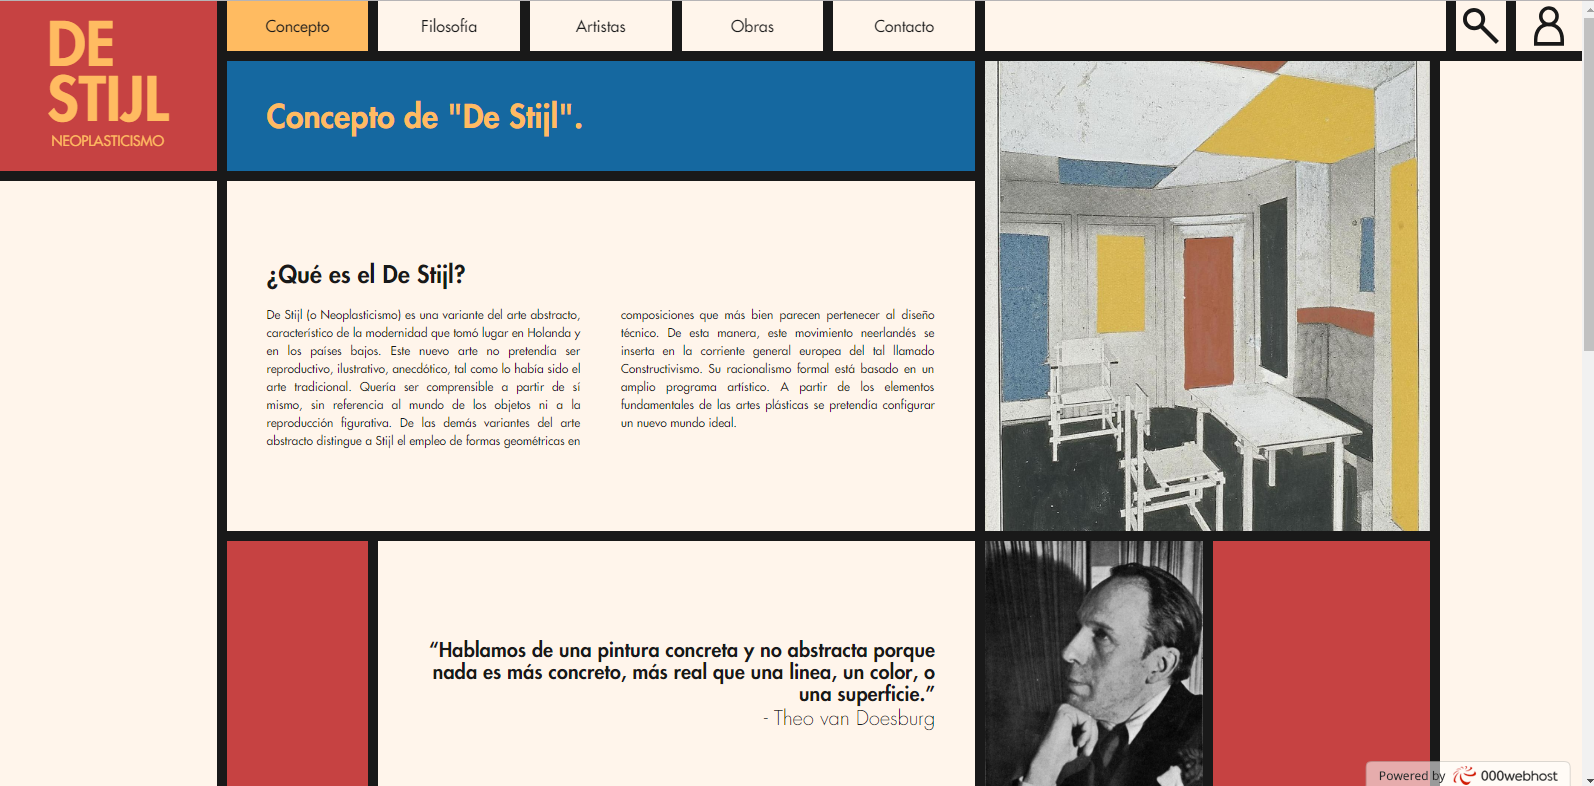 DE
STIJL
NEOPLASTICISMO
Concepto
Filosofía
Artistas
Obras
Contacto
Concepto de "De Stijl".
¿Qué es el De Stijl?
De Stijl (o Neoplasticismo) es una variante del arte abstracto,
característico de la modernidad que tomó lugar en Holanda y
en los países bajos. Este nuevo arte no pretendía ser
reproductivo, ilustrativo, anecdótico, tal como lo había sido el
arte tradicional. Quería ser comprensible a partir de sí
mismo, sin referencia al mundo de los objetos ni a la
reproducción figurativa. De las demás variantes del arte
abstracto distingue a Stijl el empleo de formas geométricas en
composiciones que más bien parecen pertenecer al diseño
técnico. De esta manera, este movimiento neerlandés se
inserta en la corriente general europea del tal llamado
Constructivismo. Su racionalismo formal está basado en un
amplio programa artístico. A partir de los elementos
fundamentales de las artes plásticas se pretendía configurar
un nuevo mundo ideal.
“Hablamos de una pintura concreta y no abstracta porque
nada es más concreto, más real que una linea, un color, o
una superficie.”
- Theo van Doesburg
Powered by 000webhost